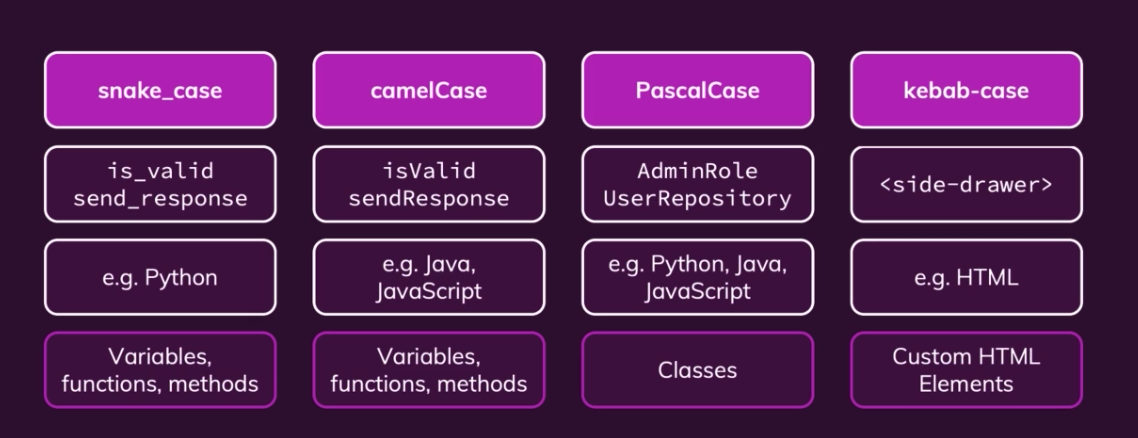 snake_case
camelCase
PascalCase
kebab-case
is_valid
send_response
isValid
sendResponse
AdminRole
UserRepository
<side-drawer>
e.g. Python
e.g. Java,
JavaScript
e.g. Python, Java,
JavaScript
e.g. HTML
Variables,
functions, methods
Variables,
functions, methods
Classes
Custom HTML
Elements